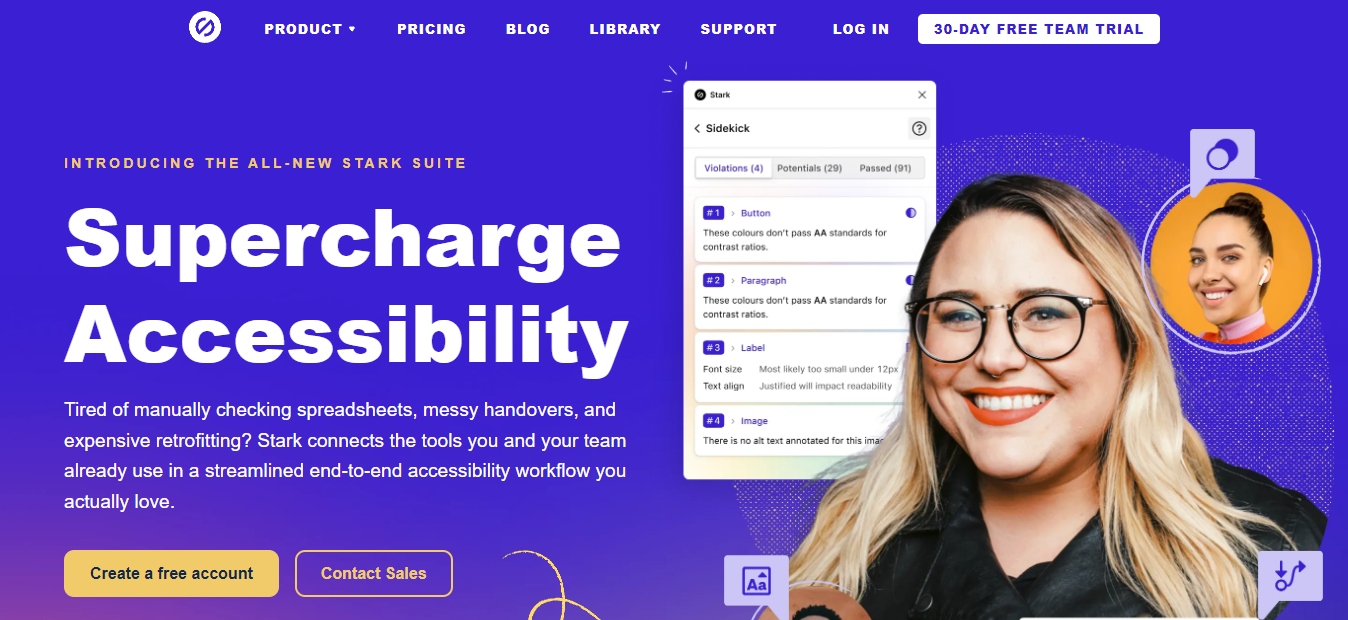 PRODUCT
PRICING
BLOG
LIBRARY
SUPPORT
LOG IN
30-DAY FREE TEAM TRIAL
INTRODUCING THE ALL-NEW STARK SUITE
Supercharge
Accessibility
Tired of manually checking spreadsheets, messy handovers, and
expensive retrofitting? Stark connects the tools you and your team
already use in a streamlined end-to-end accessibility workflow you
actually love.
Create a free account
Contact Sales
Stark
Sidekick
Violations (4)
Potentials (29)
Passed (91)
#1 › Button
These colours don't pass AA standards for
contrast ratios.
#2 › Paragraph
These colours don't pass AA standards for
contrast ratios.
#3 › Label
Font size Most likely too small under 12px
Text align Justified will impact readability
#4 › Image
There is no alt text annotated for this
Aa